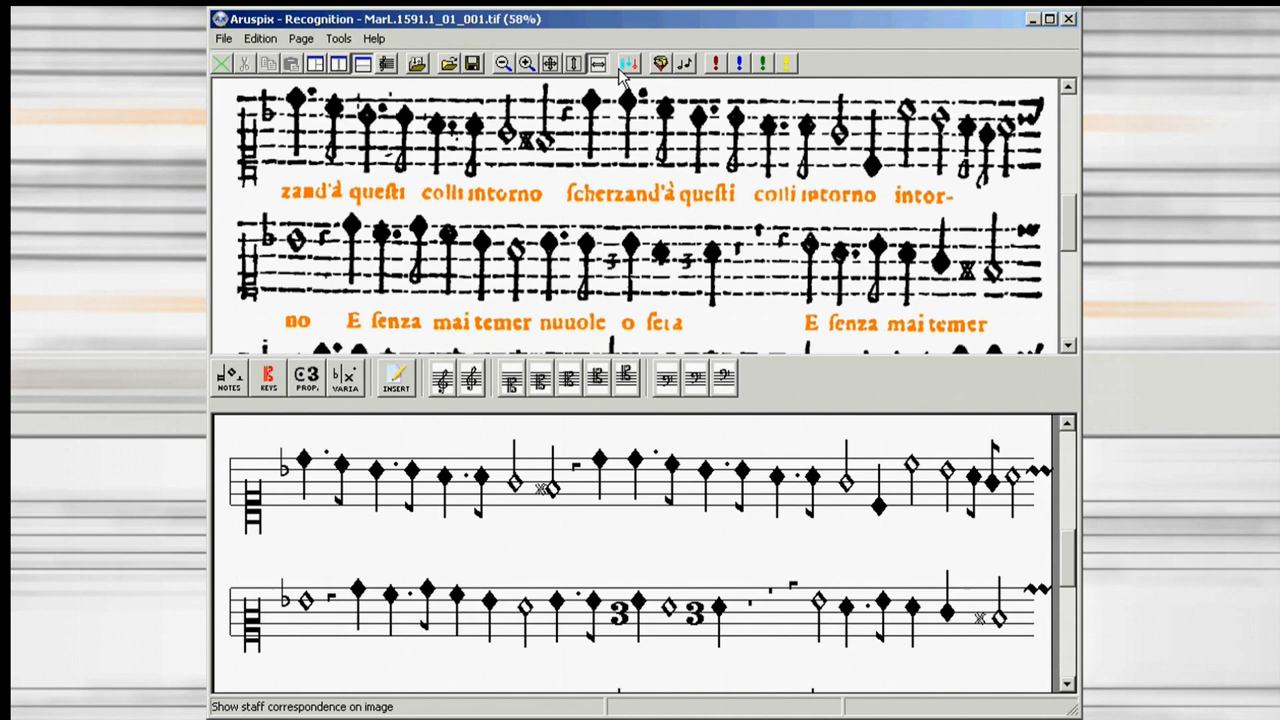 Aruspix - Recognition - MarL.1591.1_01_001.tif (58%)
File Edition Page Tools Help
zand'à questi colli intorno scherzand'à questi colli intorno intor-
no E senza mai temer nuuole o E senza mai temer
NOTES KEYS PROP. VARIA INSERT
Show staff correspondence on image